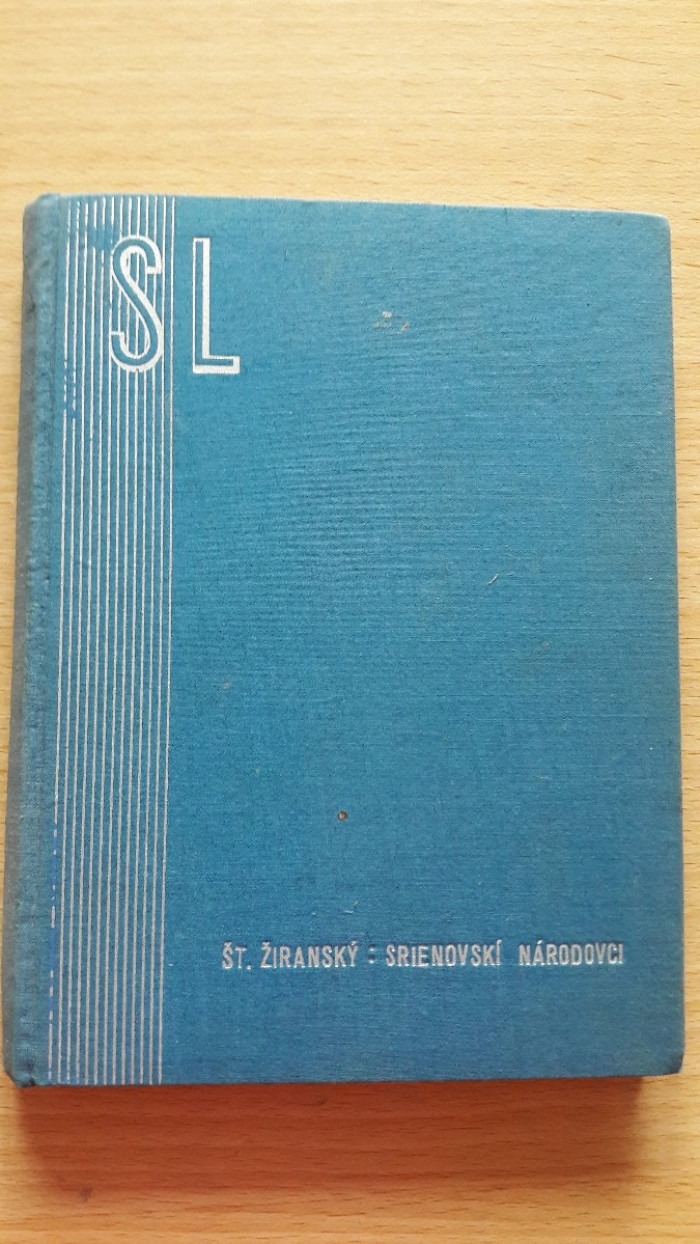 SL
ŠT. ŽIRANSKÝ : SRIENOVSKÍ NÁRODOVCI